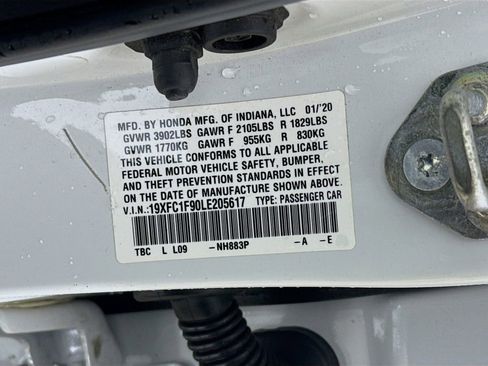 MFD. BY HONDA MFG. OF INDIANA, LLC 01/'20
GVWR 3902LBS GAWR F 2105LBS R 1829LBS
GVWR 1770KG GAWR F 955KG R 830KG
THIS VEHICLE CONFORMS TO ALL APPLICABLE
FEDERAL MOTOR VEHICLE SAFETY, BUMPER,
AND THEFT PREVENTION STANDARDS IN EFFECT
ON THE DATE OF MANUFACTURE SHOWN ABOVE.
V.I.N.:19XFC1F90LE205617 TYPE: PASSENGER CAR
TBC L L09 -NH883P -A -E